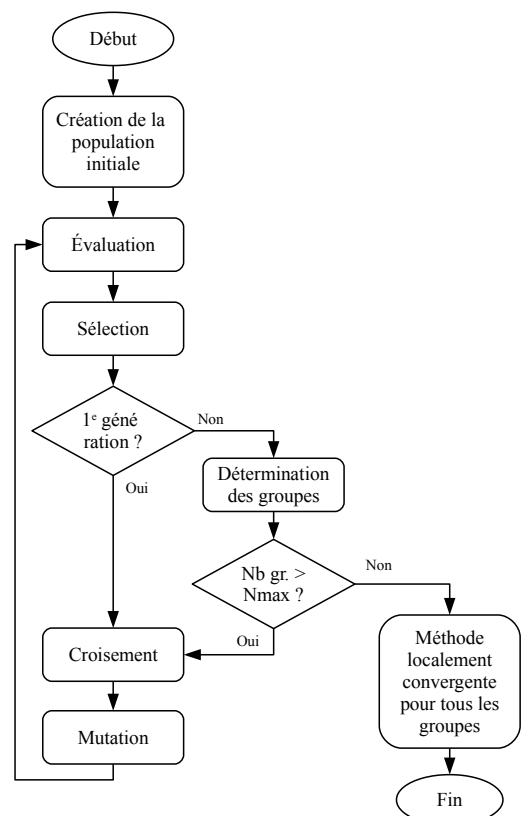 Début
Création de la
population
initiale
Évaluation
Sélection
1ᵉ géné
ration ?
Non
Oui
Détermination
des groupes
Nb gr. >
Nmax ?
Non
Oui
Croisement
Mutation
Méthode
localement
convergente
pour tous les
groupes
Fin